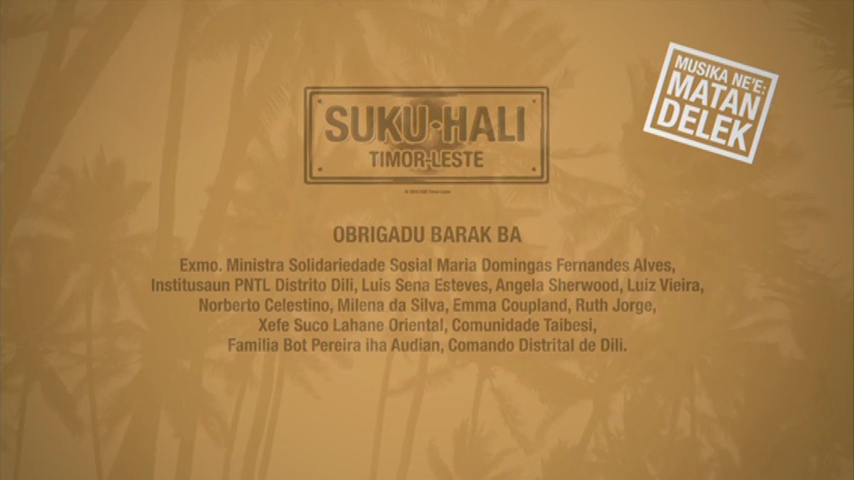 MUSIKA NE'E:
MATAN
DELEK
SUKU·HALI
TIMOR-LESTE
OBRIGADU BARAK BA
Exmo. Ministra Solidariedade Sosial Maria Domingas Fernandes Alves,
Institusaun PNTL Distrito Dili, Luis Sena Esteves, Angela Sherwood, Luiz Vieira,
Norberto Celestino, Milena da Silva, Emma Coupland, Ruth Jorge,
Xefe Suco Lahane Oriental, Comunidade Taibesi,
Familia Bot Pereira iha Audian, Comando Distrital de Dili.